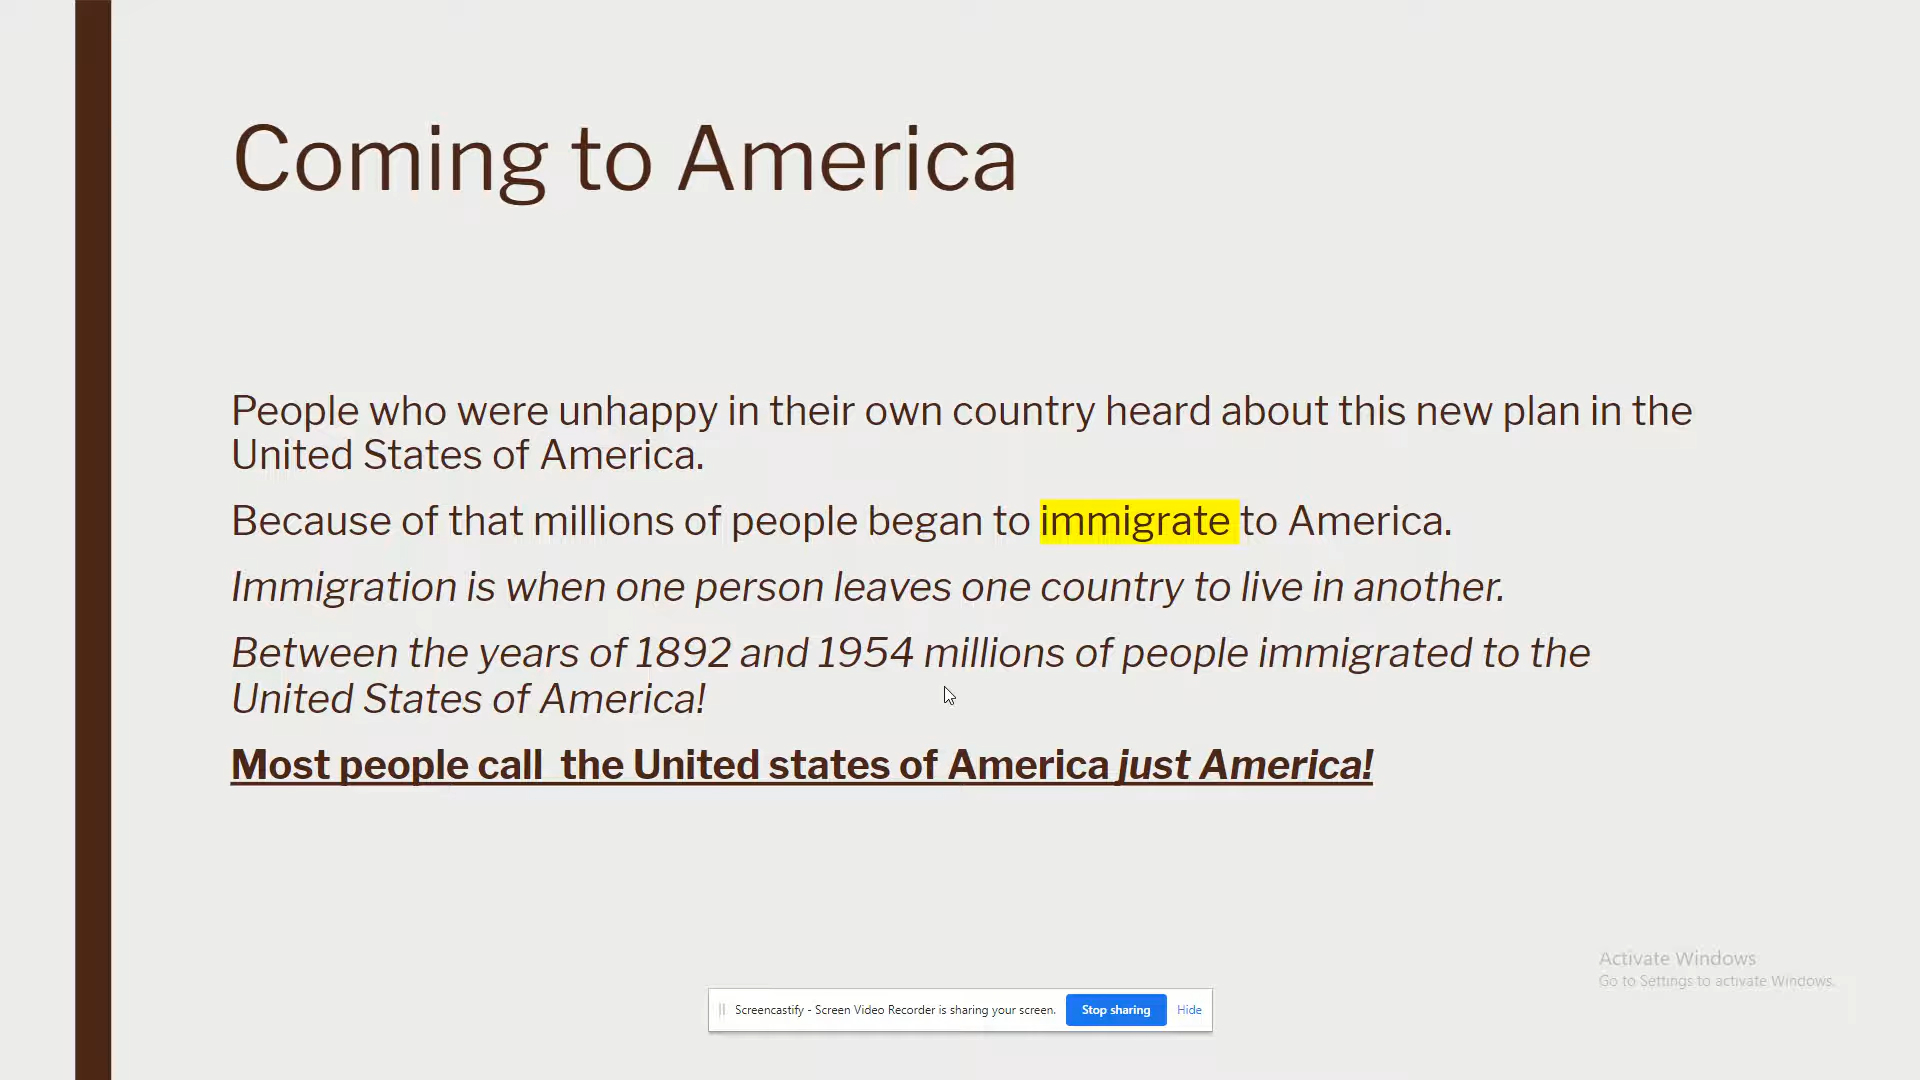 Coming to America
People who were unhappy in their own country heard about this new plan in the
United States of America.
Because of that millions of people began to immigrate to America.
Immigration is when one person leaves one country to live in another.
Between the years of 1892 and 1954 millions of people immigrated to the
United States of America!
Most people call  the United states of America just America!
Activate Windows
Go to Settings to activate Windows.
Screencastify - Screen Video Recorder is sharing your screen. Stop sharing Hide